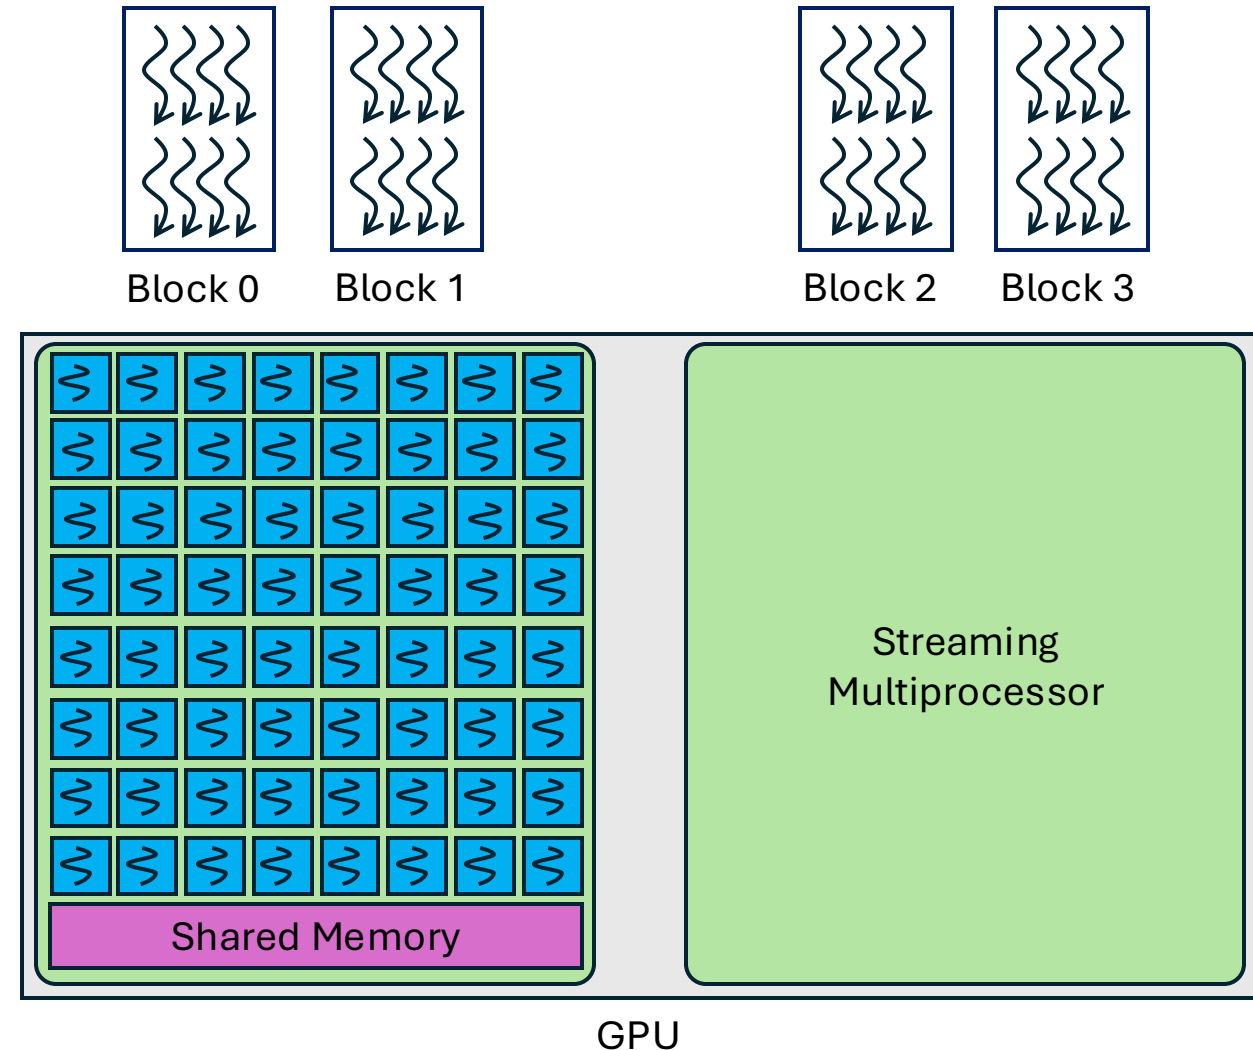 Block 0
Block 1
Block 2
Block 3
Streaming
Multiprocessor
Shared Memory
GPU